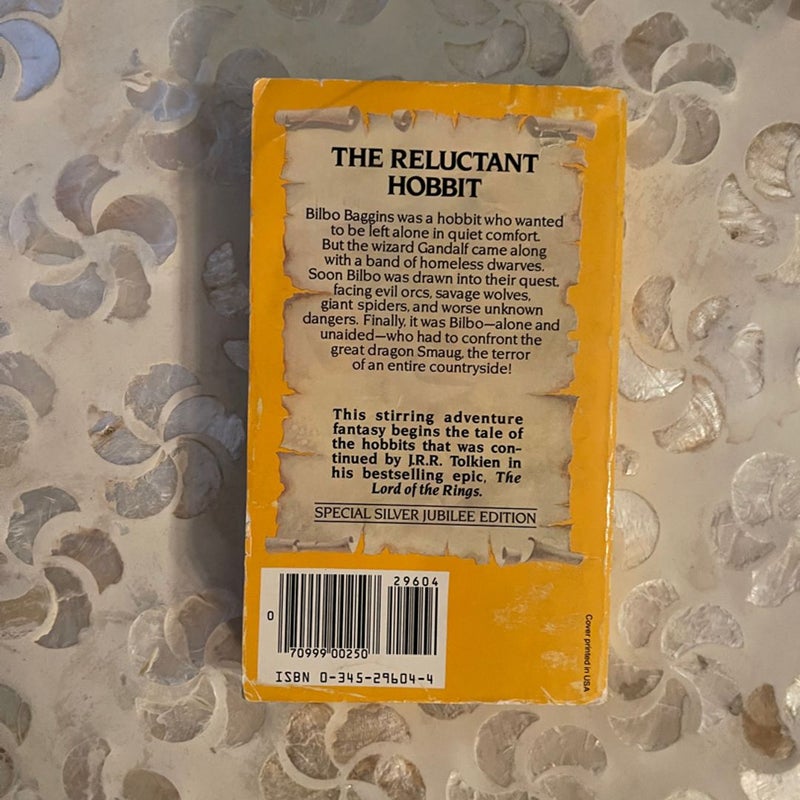 THE RELUCTANT
HOBBIT
Bilbo Baggins was a hobbit who wanted
to be left alone in quiet comfort.
But the wizard Gandalf came along
with a band of homeless dwarves.
Soon Bilbo was drawn into their quest,
facing evil orcs, savage wolves,
giant spiders, and worse unknown
dangers. Finally, it was Bilbo—alone and
unaided—who had to confront the
great dragon Smaug, the terror
of an entire countryside!
This stirring adventure
fantasy begins the tale of
the hobbits that was con-
tinued by J.R.R. Tolkien in
his bestselling epic, The
Lord of the Rings.
SPECIAL SILVER JUBILEE EDITION
29604
0
70999 00250
ISBN 0-345-29604-4
Cover printed in USA